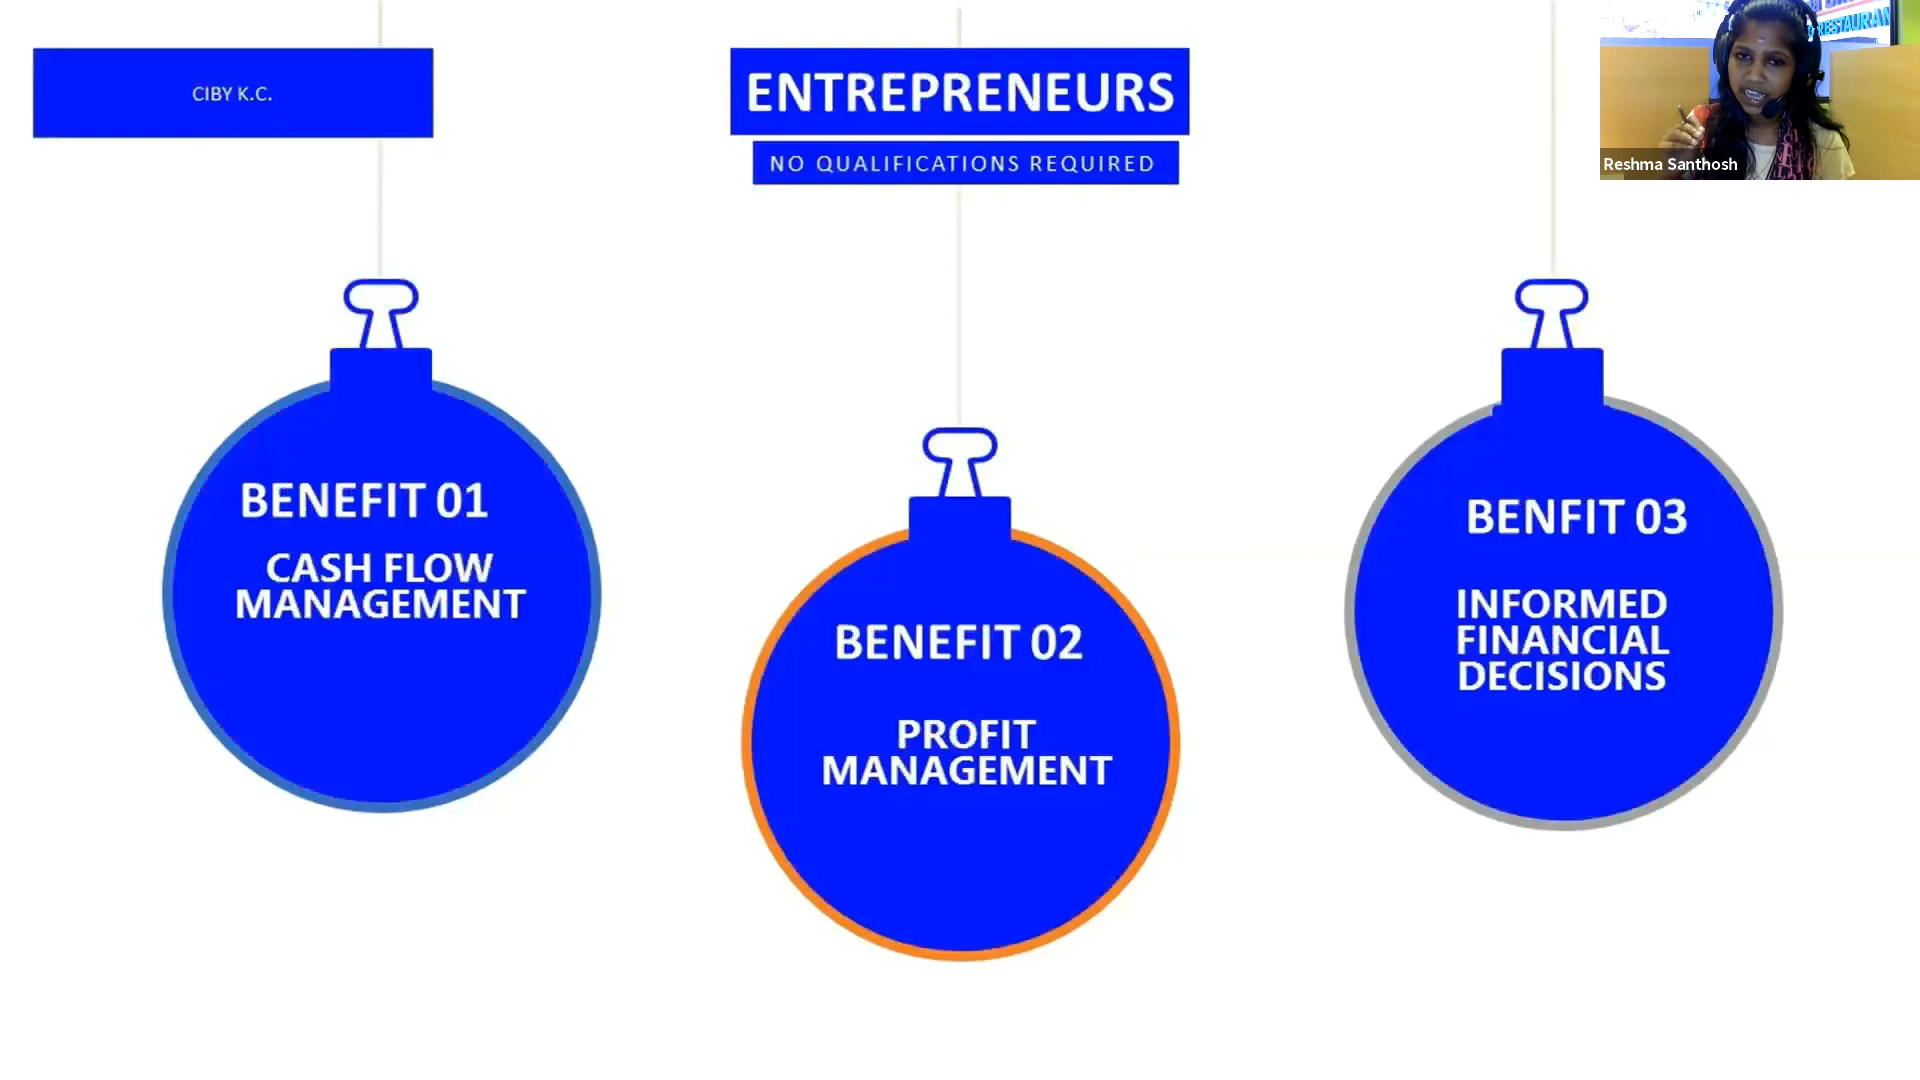 CIBY K.C.
ENTREPRENEURS
NO QUALIFICATIONS REQUIRED
RESTAURAN
Reshma Santhosh
BENEFIT 01
CASH FLOW
MANAGEMENT
BENEFIT 02
PROFIT
MANAGEMENT
BENFIT 03
INFORMED
FINANCIAL
DECISIONS